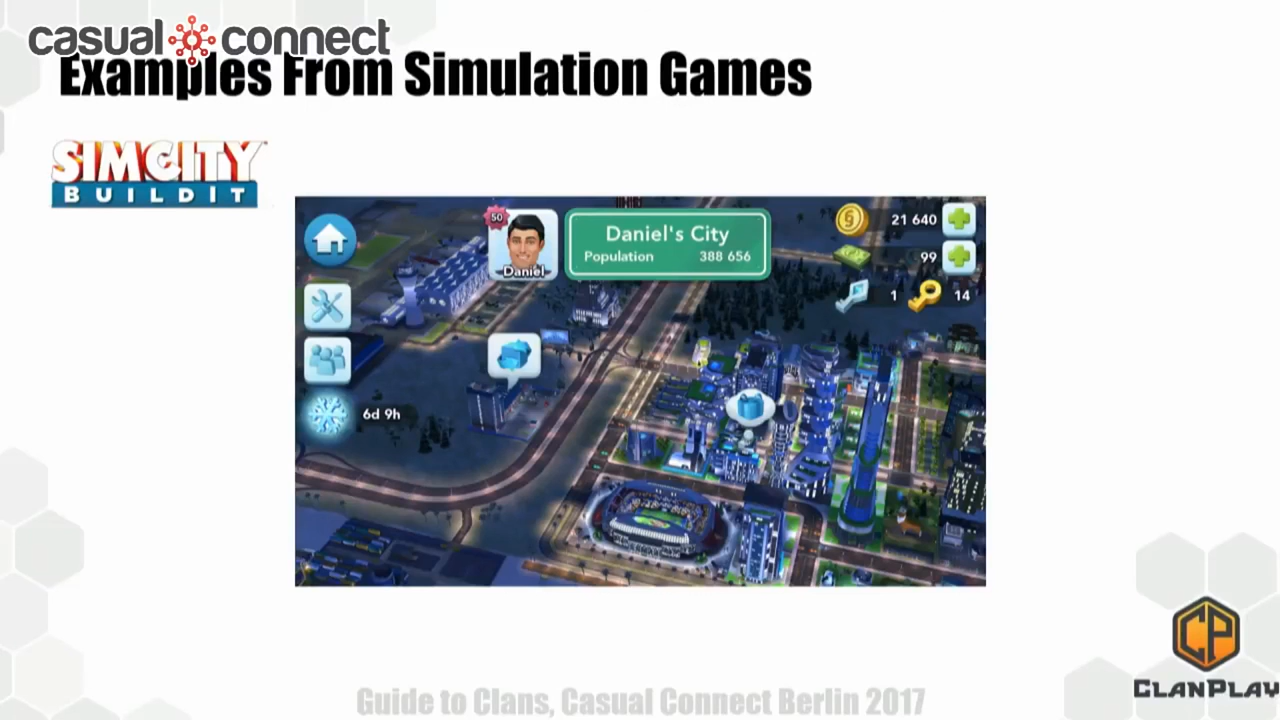 casual connect
Examples From Simulation Games
SIMCITY
BUILDIT
50
Daniel
Daniel's City
Population 388 656
21 640
99
1
14
6d 9h
Guide to Clans, Casual Connect Berlin 2017
CP
CLANPLAY